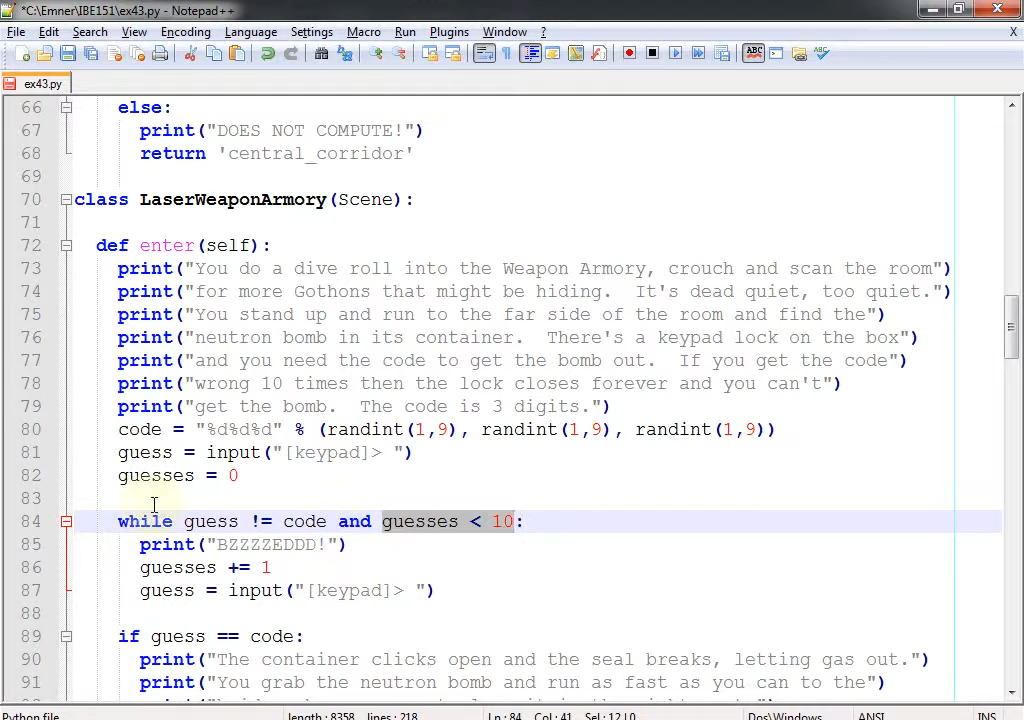 *C:\Emner\IBE151\ex43.py - Notepad++
File Edit Search View Encoding Language Settings Macro Run Plugins Window ? X
ex43.py
66 else:
67 print("DOES NOT COMPUTE!")
68 return 'central_corridor'
69
70 class LaserWeaponArmory(Scene):
71
72 def enter(self):
73 print("You do a dive roll into the Weapon Armory, crouch and scan the room")
74 print("for more Gothons that might be hiding.  It's dead quiet, too quiet.")
75 print("You stand up and run to the far side of the room and find the")
76 print("neutron bomb in its container.  There's a keypad lock on the box")
77 print("and you need the code to get the bomb out.  If you get the code")
78 print("wrong 10 times then the lock closes forever and you can't")
79 print("get the bomb.  The code is 3 digits.")
80 code = "%d%d%d" % (randint(1,9), randint(1,9), randint(1,9))
81 guess = input("[keypad]> ")
82 guesses = 0
83
84 while guess != code and guesses < 10:
85 print("BZZZZEDDD!")
86 guesses += 1
87 guess = input("[keypad]> ")
88
89 if guess == code:
90 print("The container clicks open and the seal breaks, letting gas out.")
91 print("You grab the neutron bomb and run as fast as you can to the")
Python file length : 8358 lines : 218 Ln : 84 Col : 41 Sel : 12 | 0 Dos\Windows ANSI INS